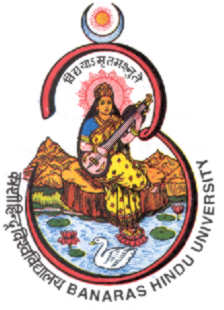 विद्ययाऽमृतमश्नुते
काशी हिन्दू विश्वविद्यालय
BANARAS HINDU UNIVERSITY